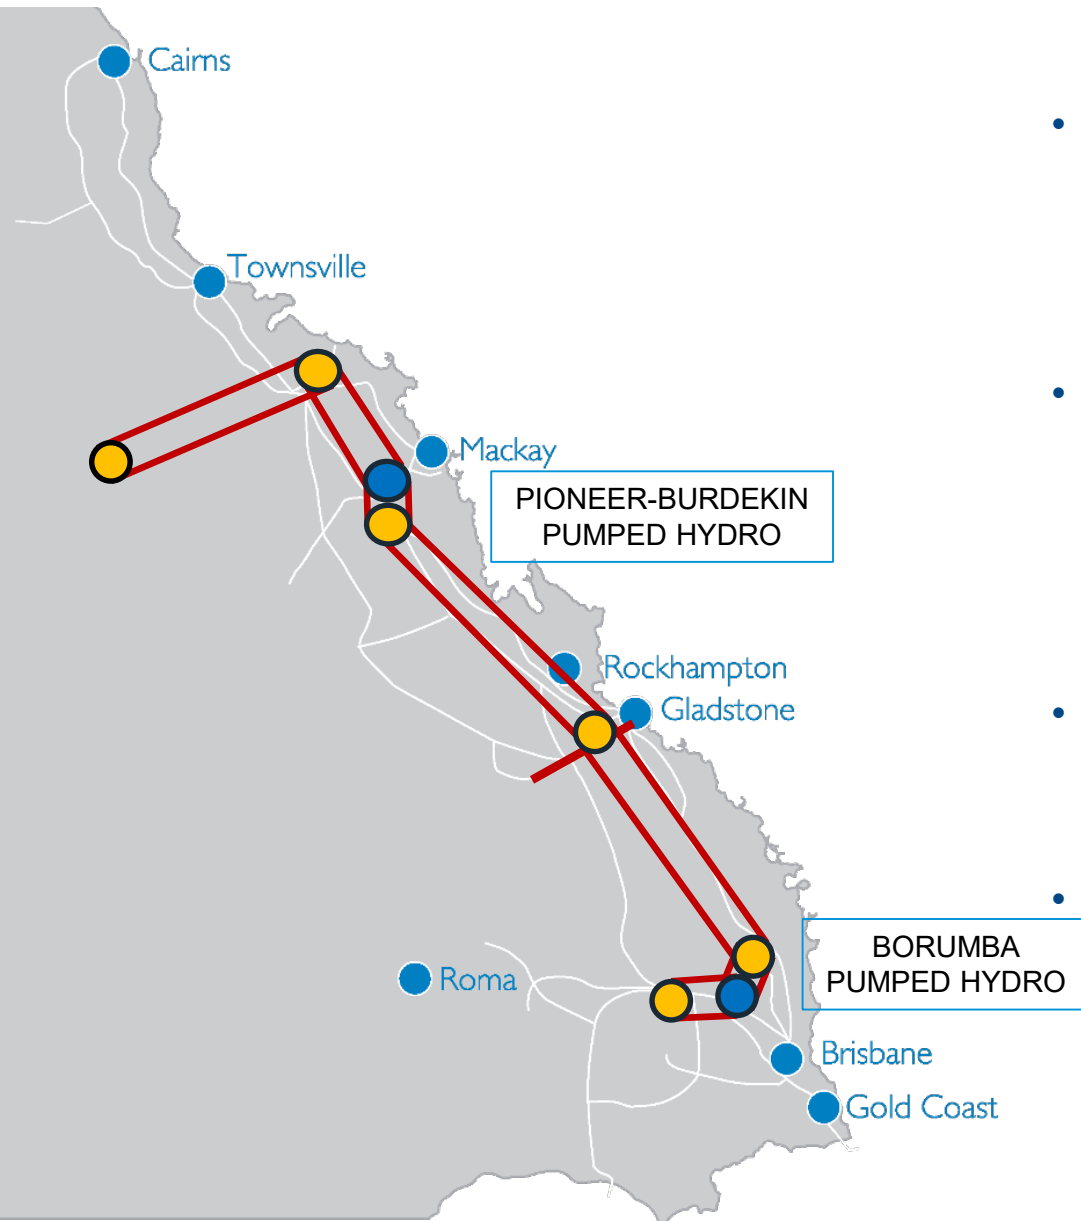 Cairns
Townsville
Mackay
PIONEER-BURDEKIN
PUMPED HYDRO
Rockhampton
Gladstone
BORUMBA
PUMPED HYDRO
Roma
Brisbane
Gold Coast